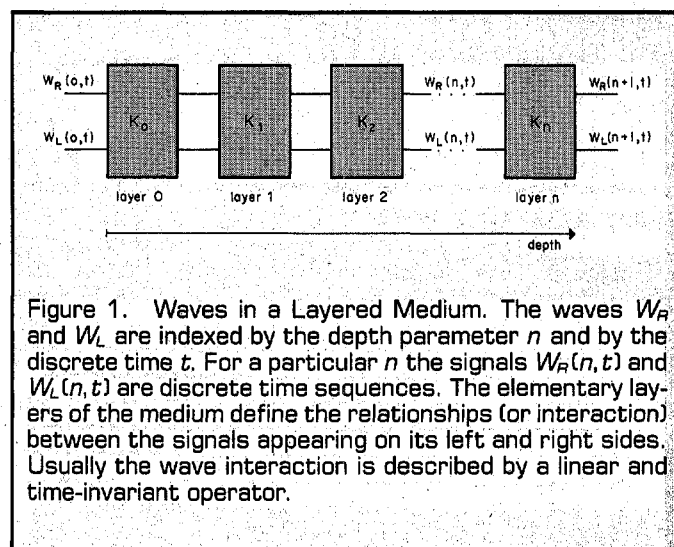 W_R(0,t) W_R(n,t) W_R(n+1,t)
K_0 K_1 K_2 K_n
W_L(0,t) W_L(n,t) W_L(n+1,t)
layer 0 layer 1 layer 2 layer n
depth
Figure 1. Waves in a Layered Medium. The waves W_R
and W_L are indexed by the depth parameter n and by the
discrete time t. For a particular n the signals W_R(n,t) and
W_L(n,t) are discrete time sequences. The elementary lay-
ers of the medium define the relationships (or interaction)
between the signals appearing on its left and right sides.
Usually the wave interaction is described by a linear and
time-invariant operator.